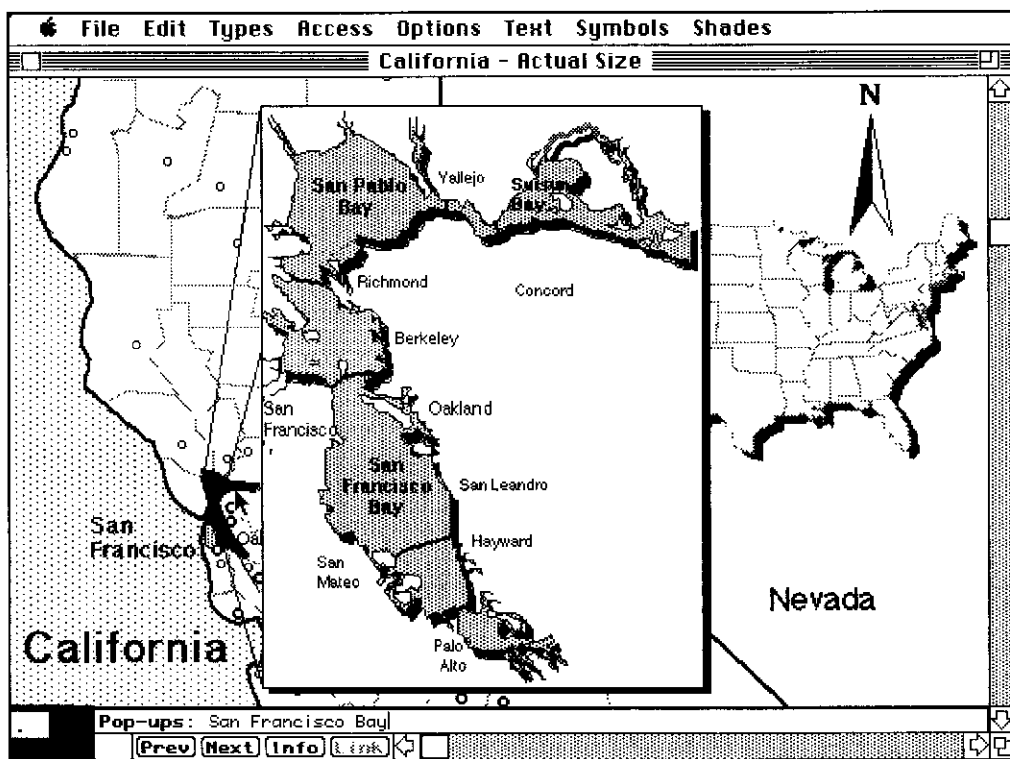 File Edit Types Access Options Text Symbols Shades
California - Actual Size
N
San Pablo
Bay
Vallejo
Suisun
Bay
Richmond
Concord
Berkeley
San
Francisco
Oakland
San
Francisco
Bay
San Leandro
San
Francisco
Oa
Hayward
San
Mateo
Nevada
California
Palo
Alto
Pop-ups: San Francisco Bay
Prev Next Info Link